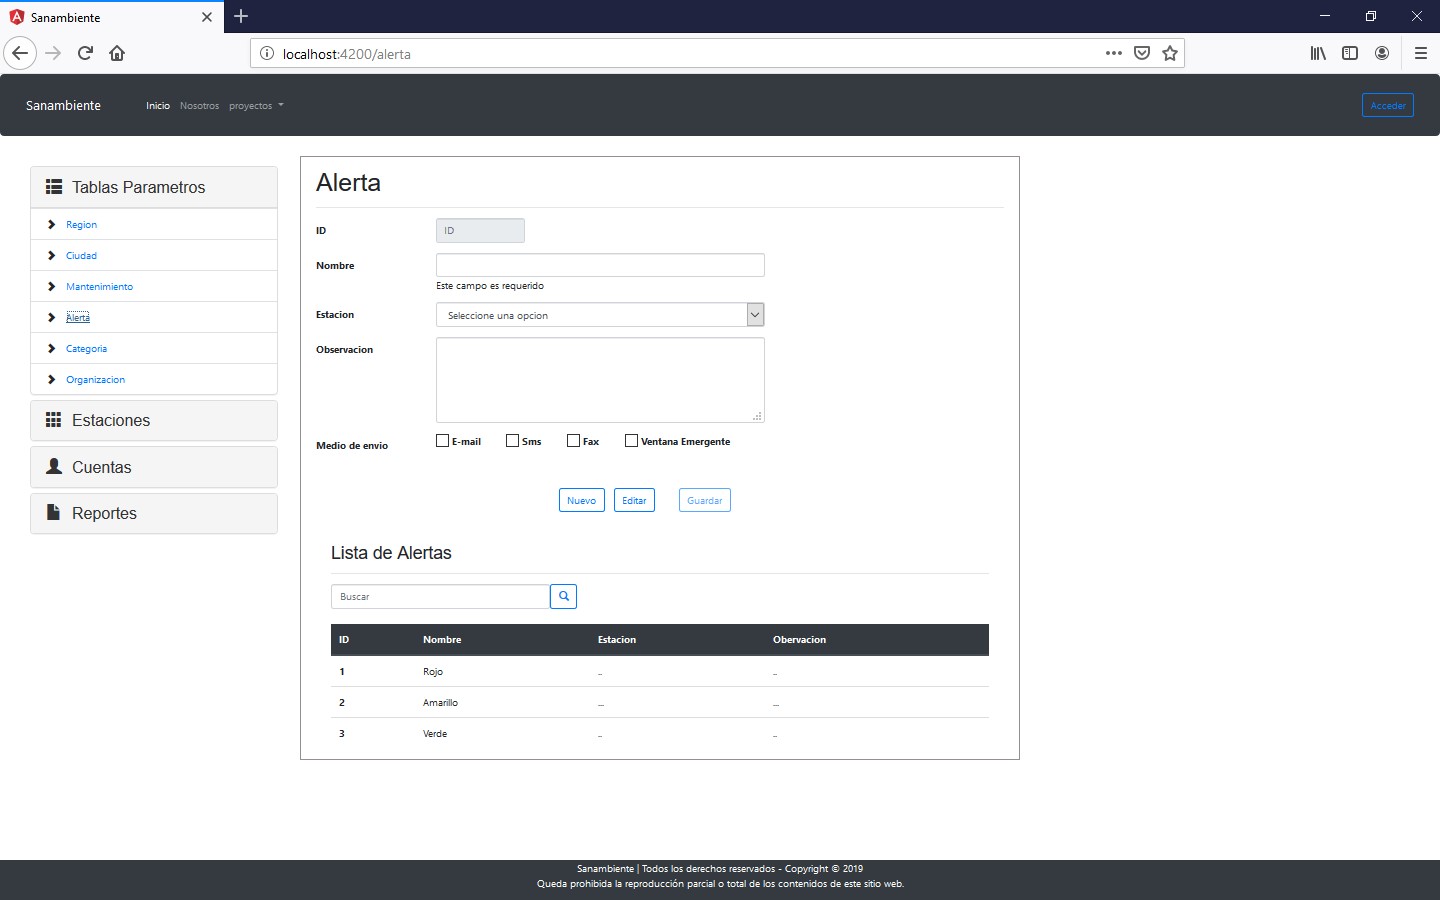 Sanambiente
localhost:4200/alerta
Sanambiente Inicio Nosotros proyectos Acceder
Tablas Parametros
Region
Ciudad
Mantenimiento
Alerta
Categoria
Organizacion
Estaciones
Cuentas
Reportes
Alerta
ID ID
Nombre
Este campo es requerido
Estacion Seleccione una opcion
Observacion
Medio de envio E-mail Sms Fax Ventana Emergente
Nuevo Editar Guardar
Lista de Alertas
Buscar
ID Nombre Estacion Obervacion
1 Rojo _ _
2 Amarillo _ _
3 Verde _ _
Sanambiente | Todos los derechos reservados - Copyright © 2019
Queda prohibida la reproducción parcial o total de los contenidos de este sitio web.